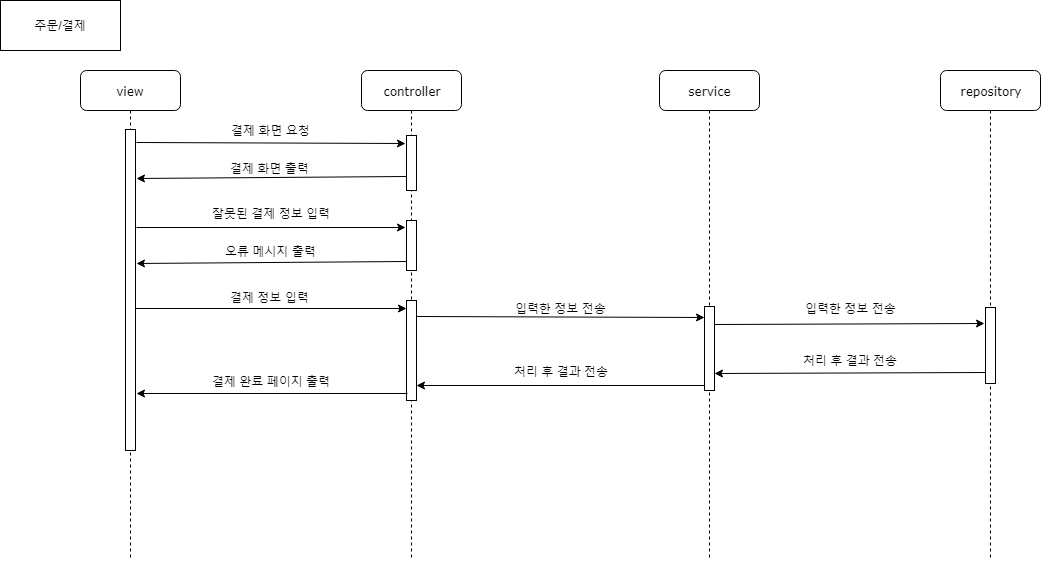 주문/결제
view
controller
service
repository
결제 화면 요청
결제 화면 출력
잘못된 결제 정보 입력
오류 메시지 출력
결제 정보 입력
입력한 정보 전송
입력한 정보 전송
처리 후 결과 전송
처리 후 결과 전송
결제 완료 페이지 출력